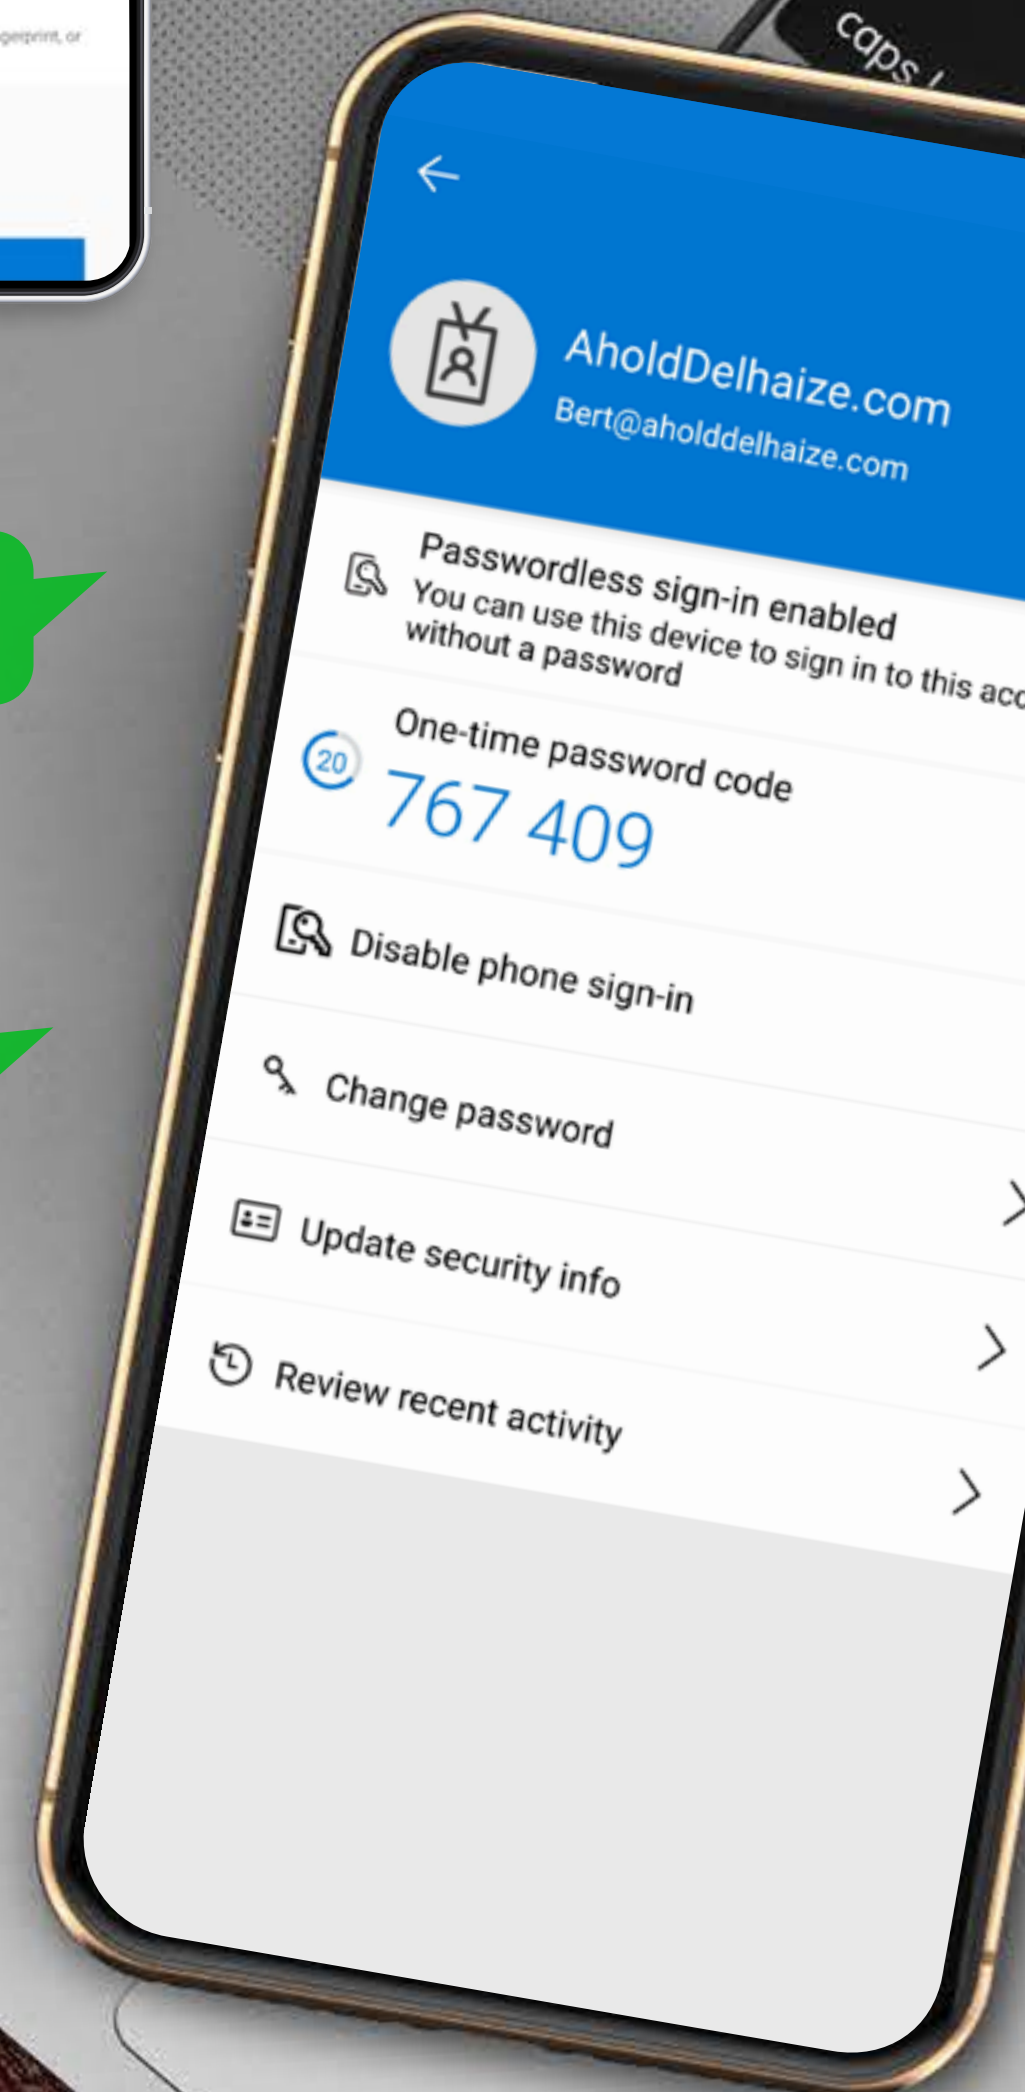 gerprint, or
caps
AholdDelhaize.com
Bert@aholddelhaize.com
Passwordless sign-in enabled
You can use this device to sign in to this acc
without a password
20
One-time password code
767 409
Disable phone sign-in
Change password
Update security info
Review recent activity